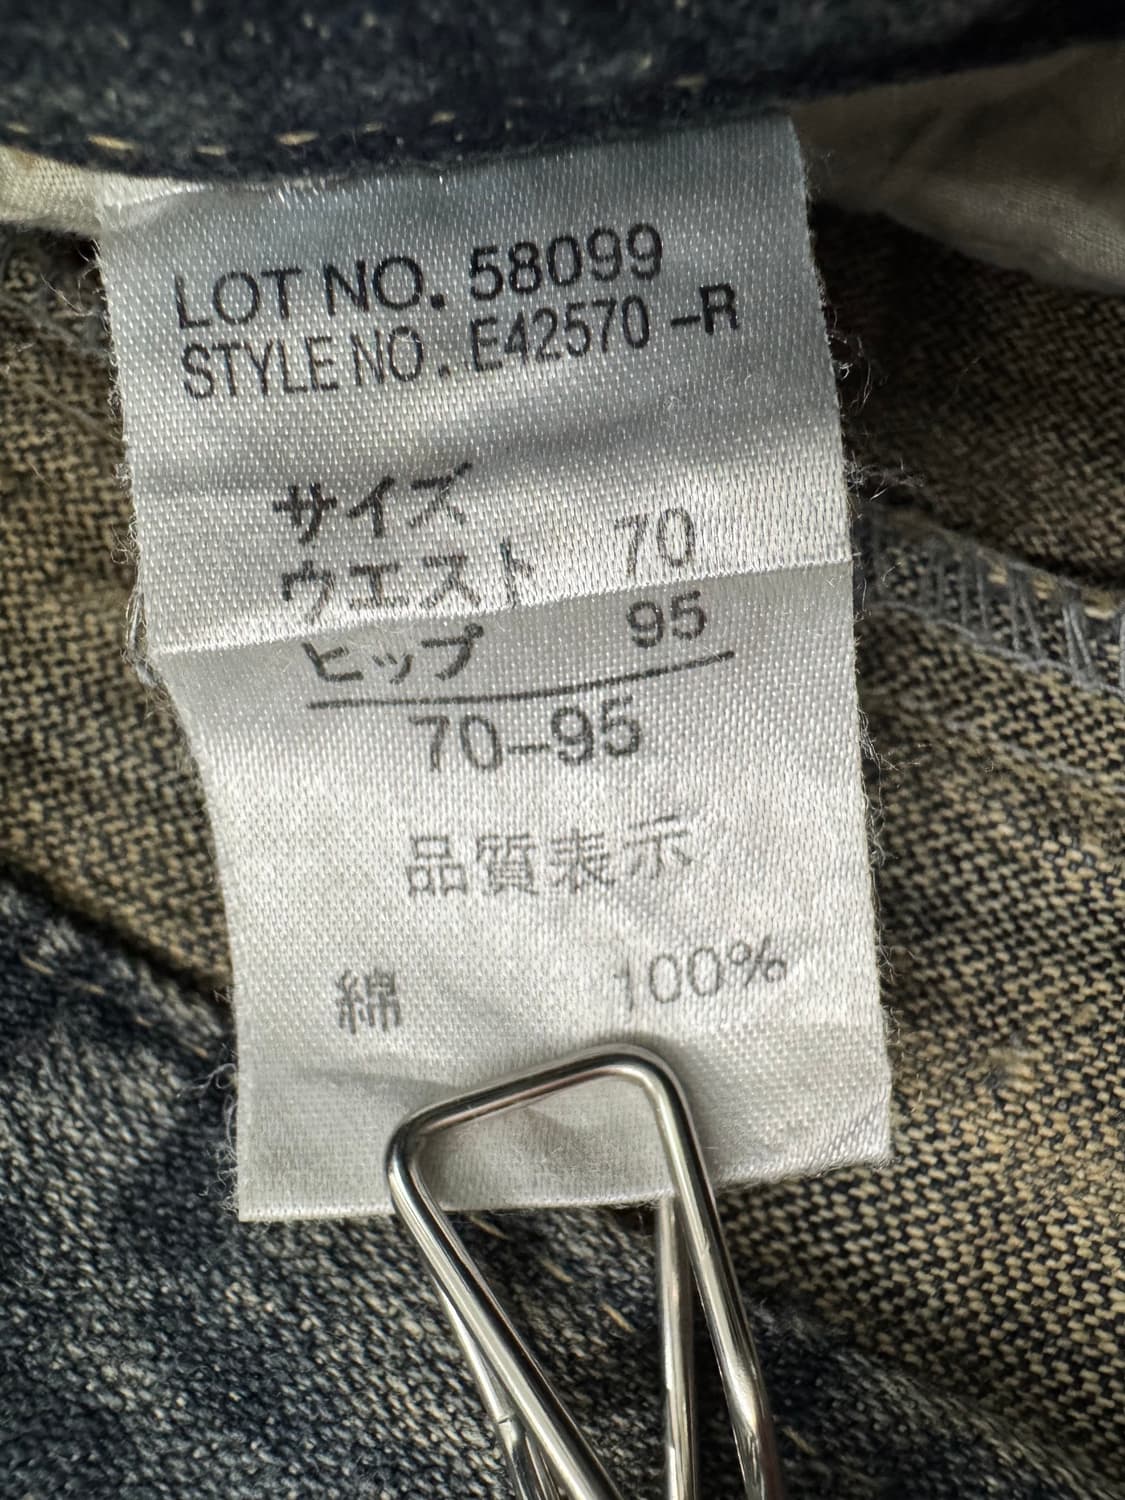 LOT NO. 58099
STYLE NO. E42570-R
サイズ
ウエスト 70
ヒップ 95
70-95
品質表示
綿 100%